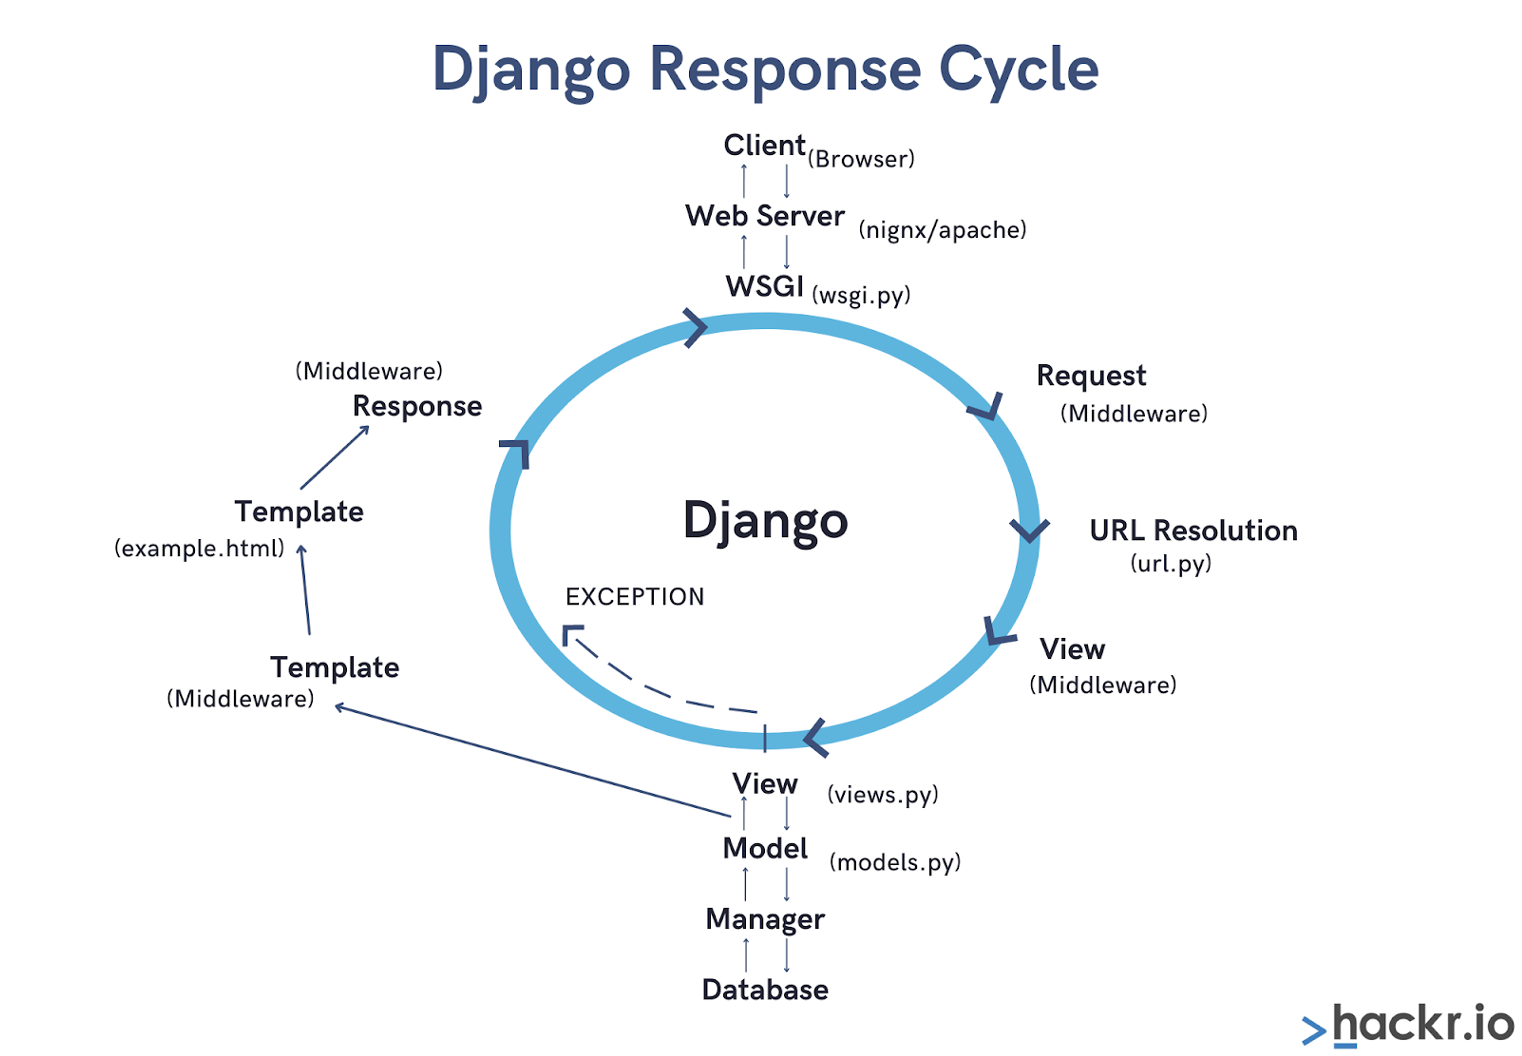 Django Response Cycle
Client (Browser)
Web Server (nignx/apache)
WSGI (wsgi.py)
Request
(Middleware)
URL Resolution
(url.py)
View
(Middleware)
View (views.py)
Model (models.py)
Manager
Database
Template
(Middleware)
Template
(example.html)
(Middleware)
Response
Django
EXCEPTION
>hackr.io